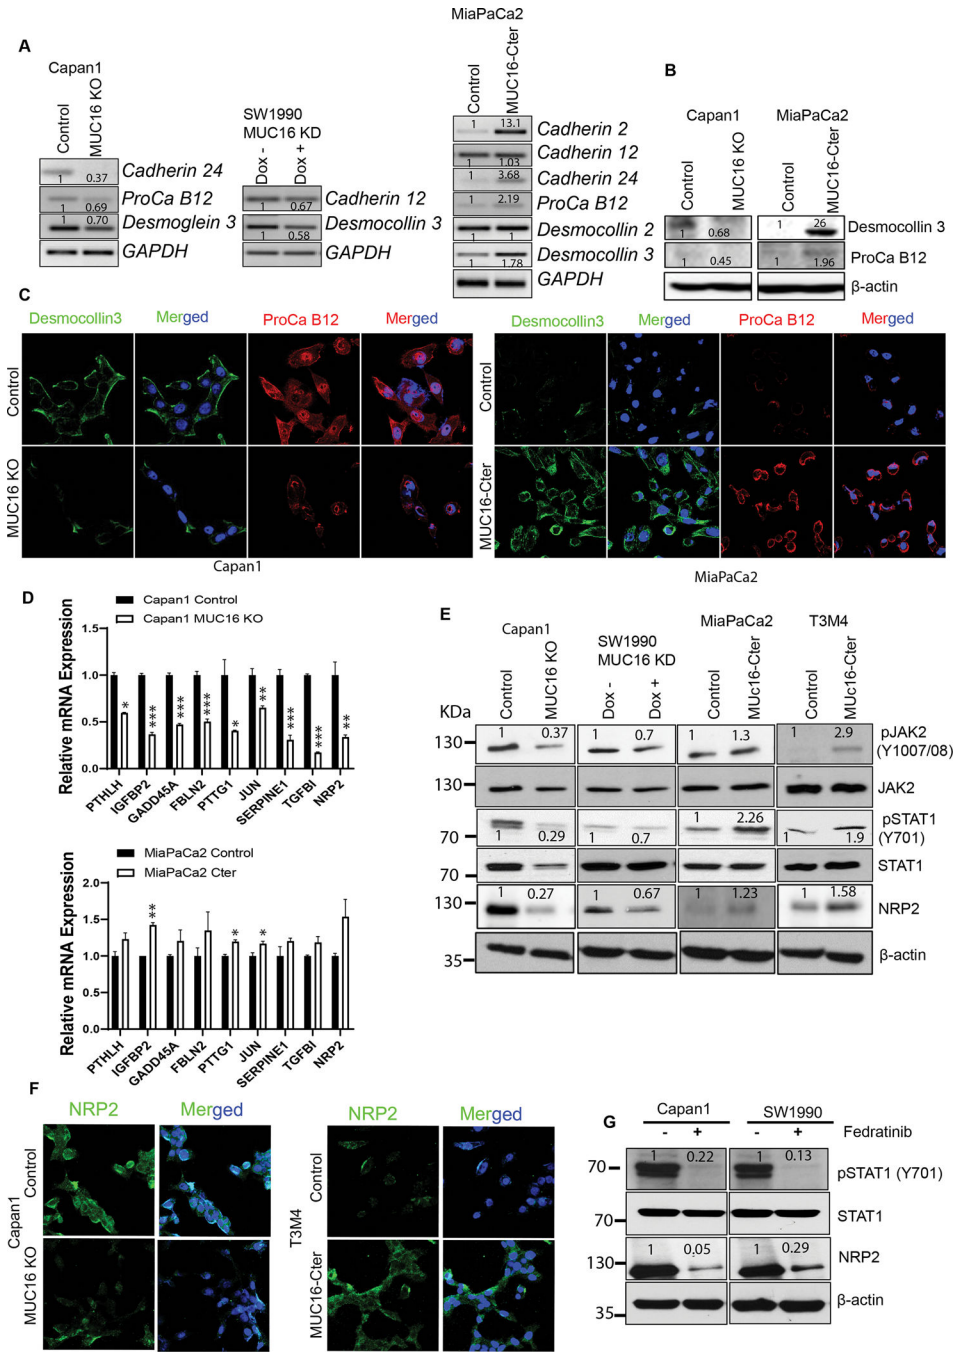 A
Capan1
Control
MUC16 KO
Cadherin 24
1 0.37
ProCa B12
1 0.69
Desmoglein 3
1 0.70
GAPDH
SW1990
MUC16 KD
Dox -
Dox +
Cadherin 12
1 0.67
Desmocollin 3
1 0.58
GAPDH
MiaPaCa2
Control
MUC16-Cter
1 13.1
Cadherin 2
Cadherin 12
1 1.03
1 3.68
Cadherin 24
1 2.19
ProCa B12
Desmocollin 2
1 1
Desmocollin 3
1 1.78
GAPDH
B
Capan1
MiaPaCa2
Control
MUC16 KO
Control
MUC16-Cter
1 0.68
1 26
Desmocollin 3
1 0.45
1 1.96
ProCa B12
β-actin
C
Desmocollin3
Merged
ProCa B12
Merged
Desmocollin3
Merged
ProCa B12
Merged
Control
MUC16 KO
Capan1
Control
MUC16-Cter
MiaPaCa2
D
Capan1 Control
Capan1 MUC16 KO
Relative mRNA Expression
1.5
1.0
0.5
0.0
* *** *** *** * ** *** *** **
PTHLH
IGFBP2
GADD45A
FBLN2
PTTG1
JUN
SERPINE1
TGFBI
NRP2
MiaPaCa2 Control
MiaPaCa2 Cter
Relative mRNA Expression
2.0
1.5
1.0
0.5
0.0
** * *
PTHLH
IGFBP2
GADD45A
FBLN2
PTTG1
JUN
SERPINE1
TGFBI
NRP2
E
Capan1
SW1990
MUC16 KD
MiaPaCa2
T3M4
Control
MUC16 KO
Dox -
Dox +
Control
MUC16-Cter
Control
MUC16-Cter
KDa
130
1 0.37
1 0.7
1 1.3
1 2.9
pJAK2
(Y1007/08)
130
JAK2
70
1 0.29
1 0.7
1 2.26
1 1.9
pSTAT1
(Y701)
70
STAT1
130
1 0.27
1 0.67
1 1.23
1 1.58
NRP2
35
β-actin
F
NRP2
Merged
NRP2
Merged
Capan1
Control
MUC16 KO
T3M4
Control
MUC16-Cter
G
Capan1
SW1990
- + - +
Fedratinib
70
1 0.22
1 0.13
pSTAT1 (Y701)
70
STAT1
130
1 0.05
1 0.29
NRP2
35
β-actin